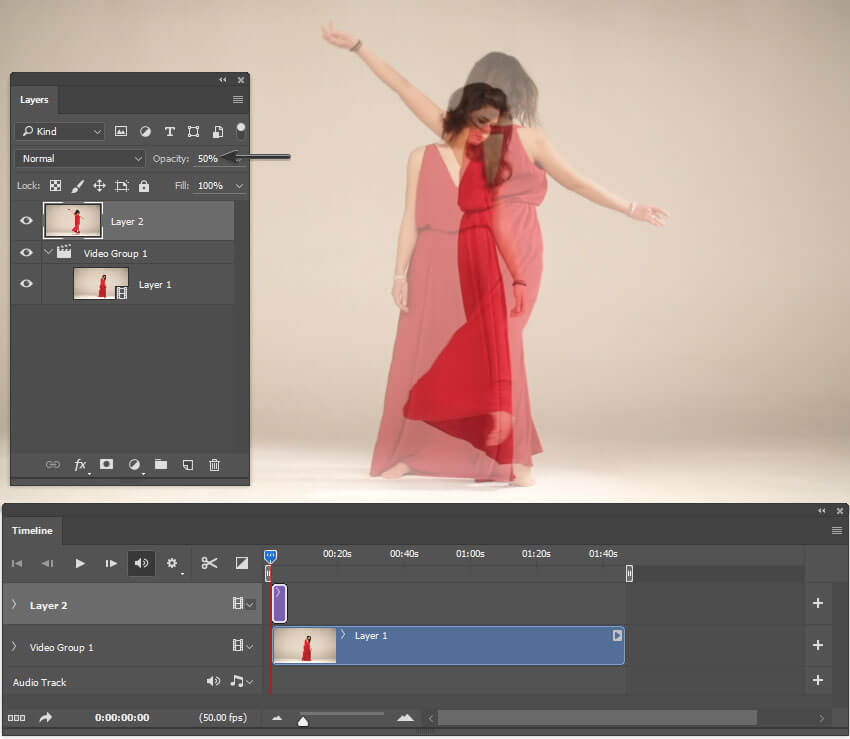 Layers
Kind
Normal
Opacity: 50%
Lock:
Fill: 100%
Layer 2
Video Group 1
Layer 1
Timeline
00:20s 00:40s 01:00s 01:20s 01:40s
Layer 2
Video Group 1
Layer 1
Audio Track
0:00:00:00 (50.00 fps)